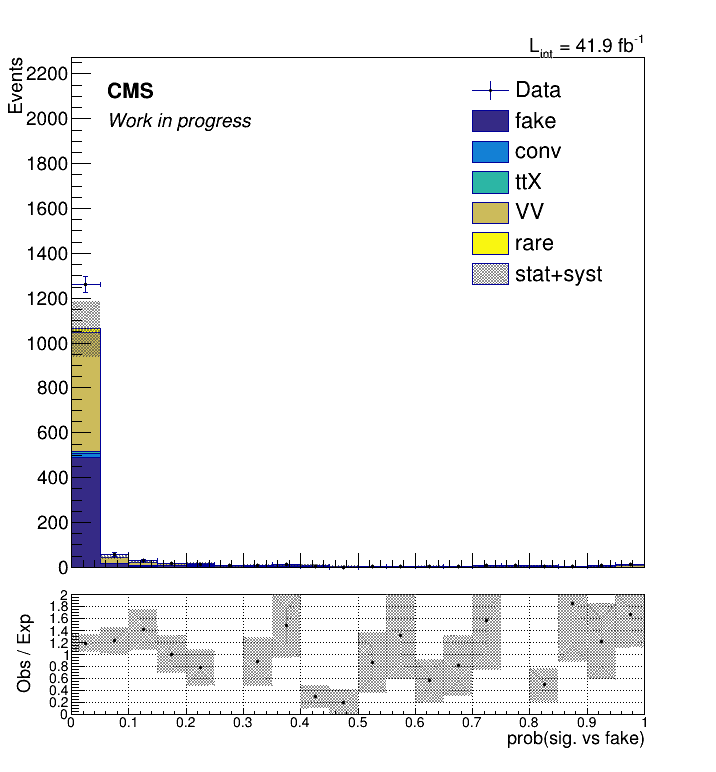 L_int = 41.9 fb^-1
Events
2200
2000
1800
1600
1400
1200
1000
800
600
400
200
0
CMS
Work in progress
Data
fake
conv
ttX
VV
rare
stat+syst
Obs / Exp
2
1.8
1.6
1.4
1.2
1
0.8
0.6
0.4
0.2
0
0 0.1 0.2 0.3 0.4 0.5 0.6 0.7 0.8 0.9 1
prob(sig. vs fake)